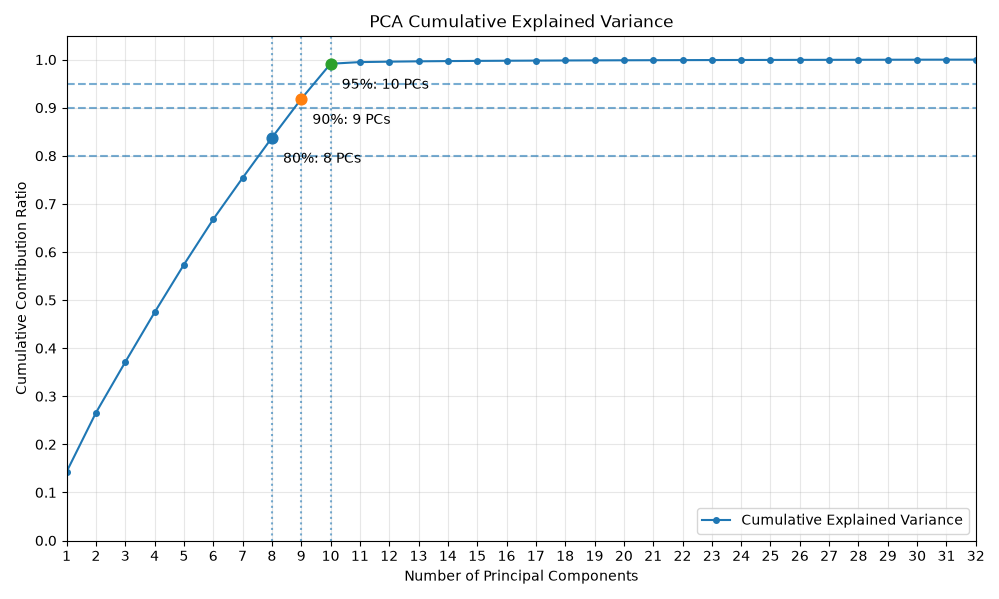 PCA Cumulative Explained Variance
Cumulative Contribution Ratio
1.0
0.9
0.8
0.7
0.6
0.5
0.4
0.3
0.2
0.1
0.0
95%: 10 PCs
90%: 9 PCs
80%: 8 PCs
Cumulative Explained Variance
1 2 3 4 5 6 7 8 9 10 11 12 13 14 15 16 17 18 19 20 21 22 23 24 25 26 27 28 29 30 31 32
Number of Principal Components